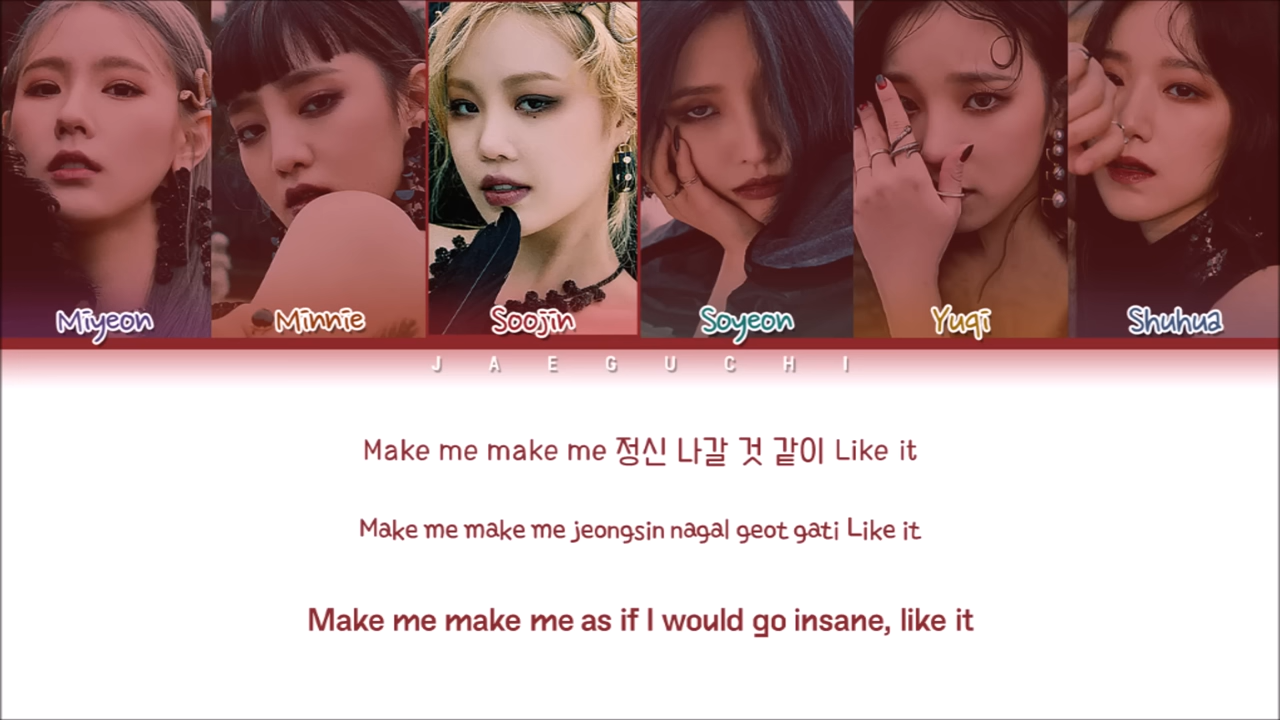 Miyeon Minnie Soojin Soyeon Yuqi Shuhua
JAEGUCHI
Make me make me 정신 나갈 것 같이 Like it
Make me make me jeongsin nagal geot gati Like it
Make me make me as if I would go insane, like it